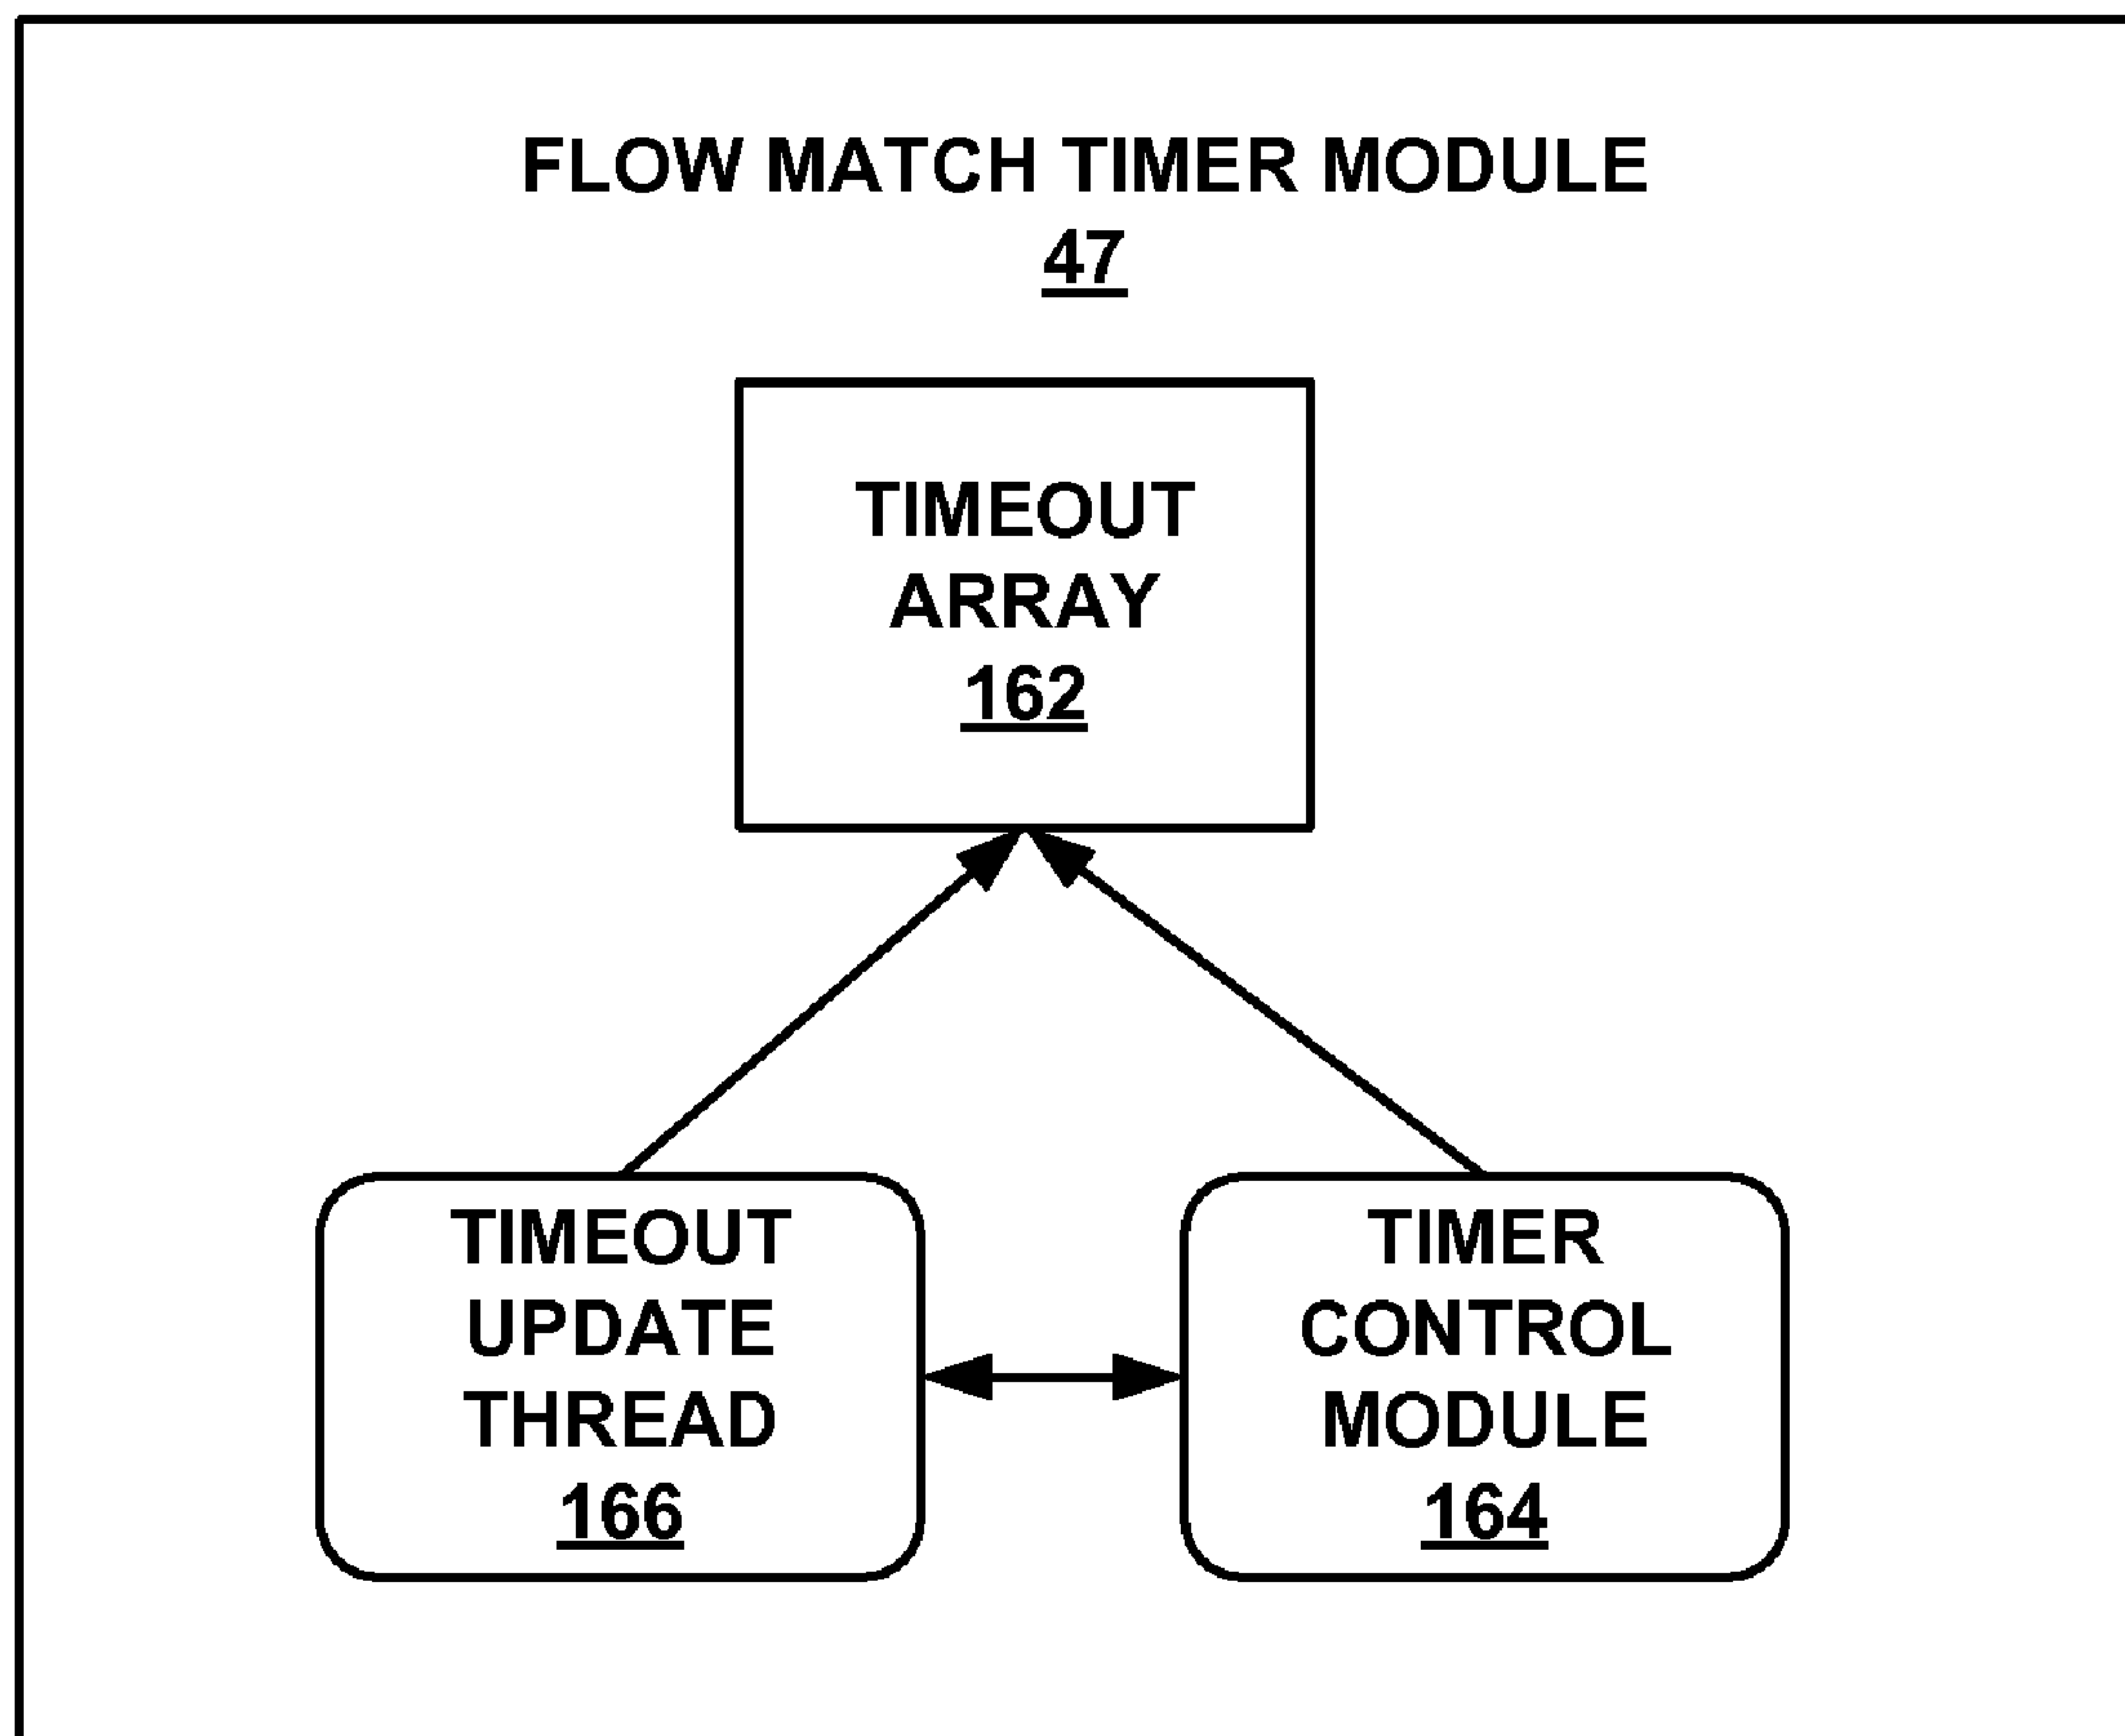 FLOW MATCH TIMER MODULE
47
TIMEOUT
ARRAY
162
TIMEOUT
UPDATE
THREAD
166
TIMER
CONTROL
MODULE
164